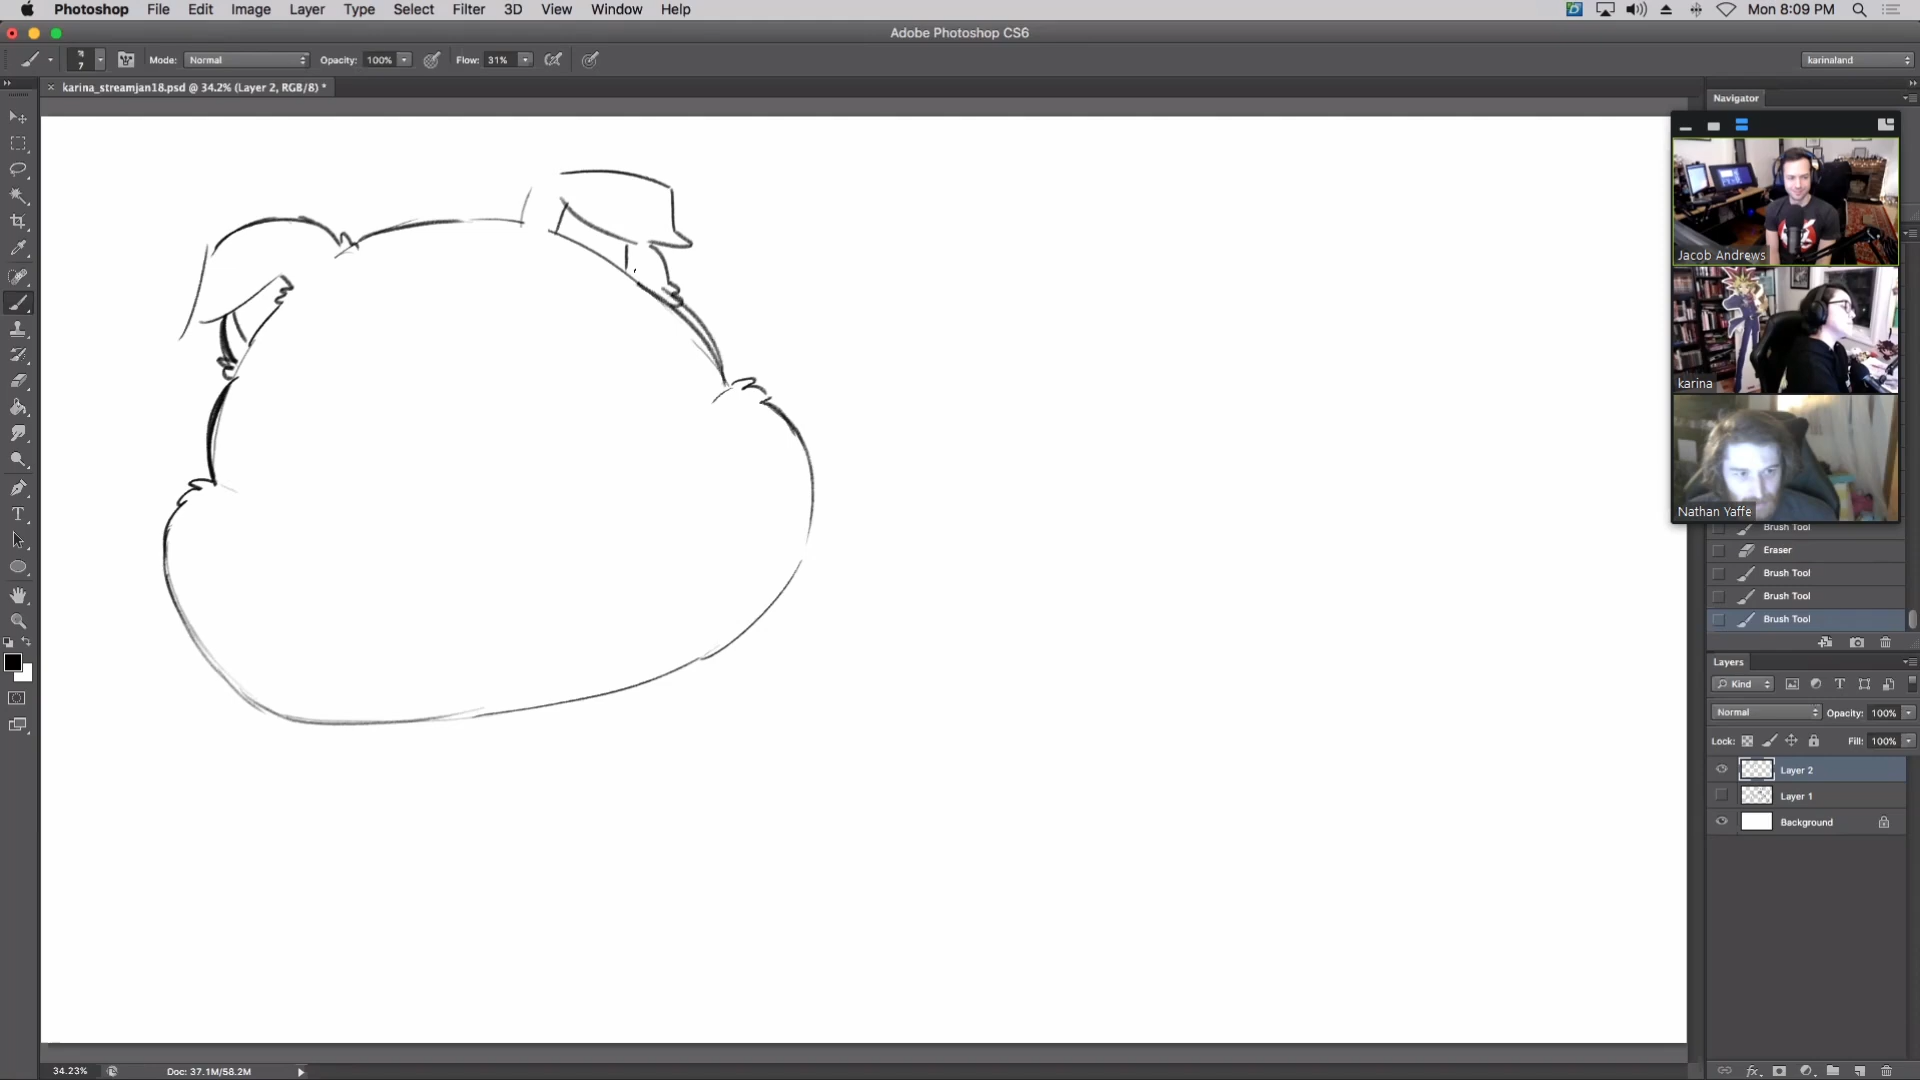 Photoshop File Edit Image Layer Type Select Filter 3D View Window Help Mon 8:09 PM
Adobe Photoshop CS6
7 Mode: Normal Opacity: 100% Flow: 31% karinaland
× karina_streamjan18.psd @ 34.2% (Layer 2, RGB/8) *
Navigator
Jacob Andrews
karina
Nathan Yaffe
Brush Tool
Eraser
Brush Tool
Brush Tool
Brush Tool
Layers
Kind
Normal Opacity: 100%
Lock: Fill: 100%
Layer 2
Layer 1
Background
34.23% Doc: 37.1M/58.2M